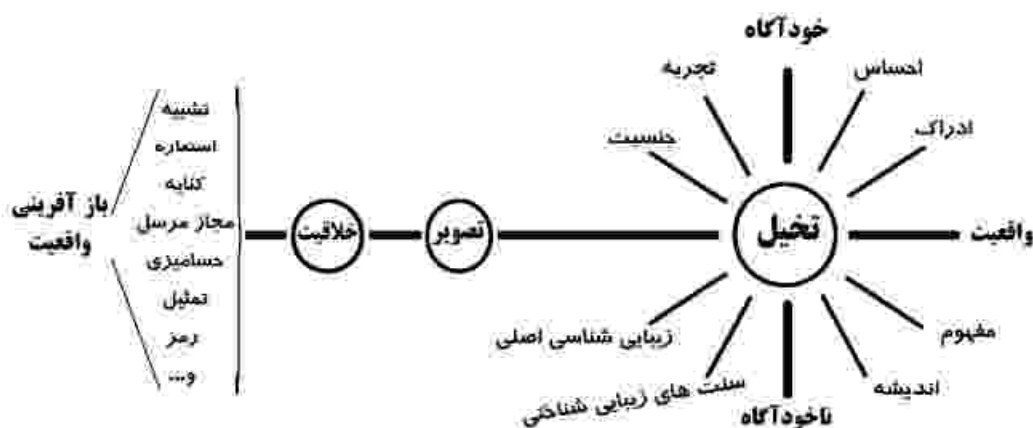 خودآگاه
احساس
تجربه
ادراک
جنسیت
واقعیت
تخیل
تصویر
خلاقیت
مفهوم
اندیشه
ناخودآگاه
سنت های زیبایی شناختی
زیبایی شناسی اصلی
تشبیه
استعاره
کنایه
مجاز مرسل
حسامیزی
تمثیل
رمز
و...
باز آفرینی
واقعیت